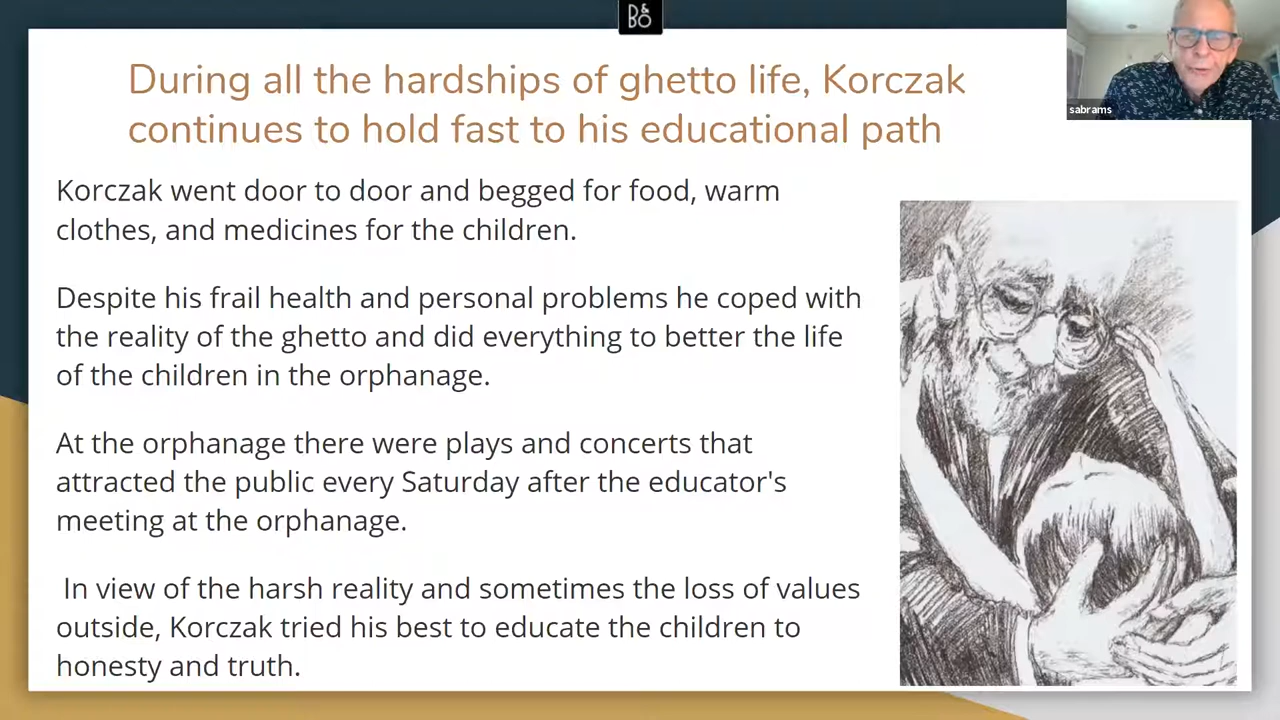 B&O
During all the hardships of ghetto life, Korczak
continues to hold fast to his educational path
sabrams
Korczak went door to door and begged for food, warm
clothes, and medicines for the children.
Despite his frail health and personal problems he coped with
the reality of the ghetto and did everything to better the life
of the children in the orphanage.
At the orphanage there were plays and concerts that
attracted the public every Saturday after the educator's
meeting at the orphanage.
In view of the harsh reality and sometimes the loss of values
outside, Korczak tried his best to educate the children to
honesty and truth.